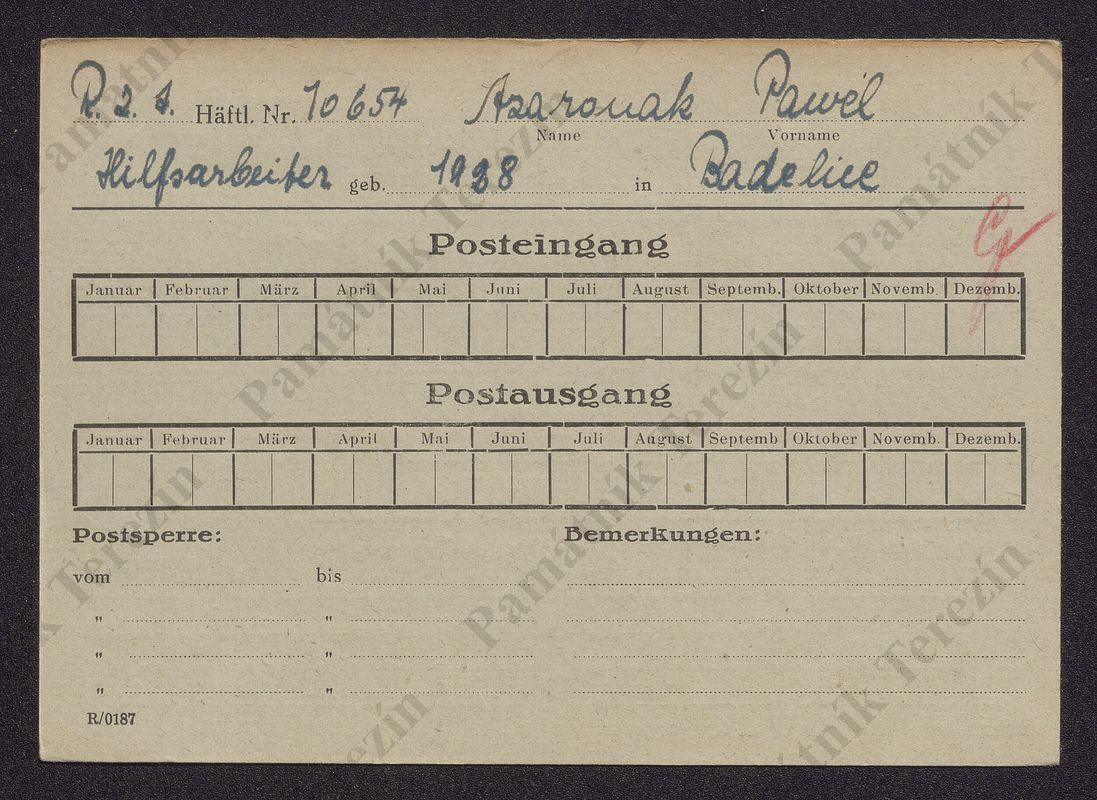 R. 2. 1. Häftl. Nr. 10654 Azaronak Pawel
Name Vorname
Hilfsarbeiter geb. 1928 in Badeliee
Posteingang
Januar Februar März April Mai Juni Juli August Septemb. Oktober Novemb. Dezemb.
Postausgang
Januar Februar März April Mai Juni Juli August Septemb Oktober Novemb. Dezemb.
Postsperre: Bemerkungen:
vom bis
" "
" "
" "
R/0187
Památník Terezín